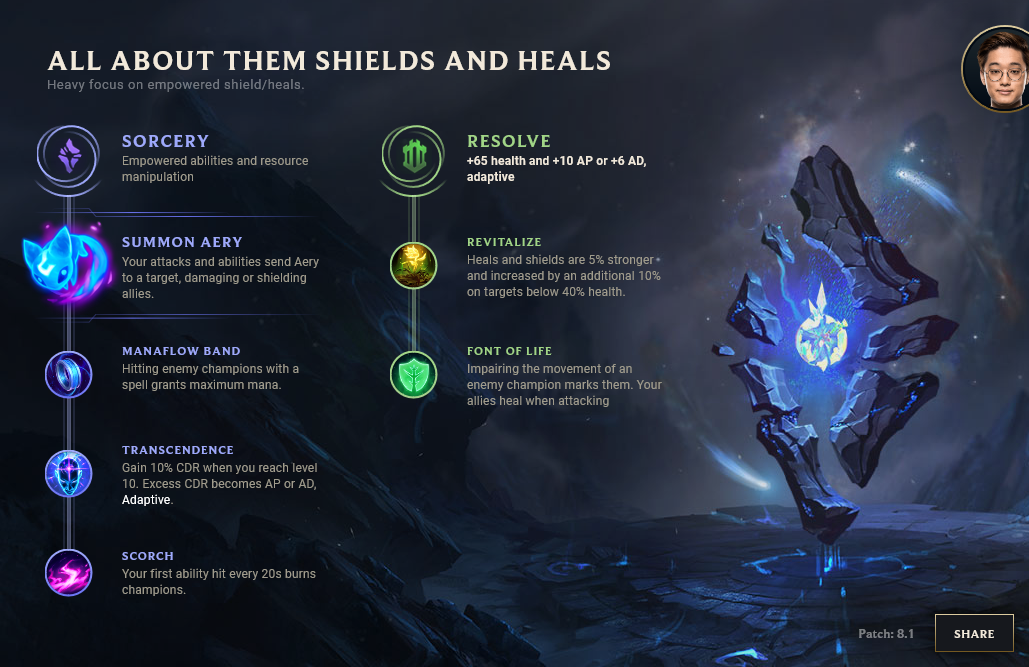 ALL ABOUT THEM SHIELDS AND HEALS
Heavy focus on empowered shield/heals.
SORCERY
Empowered abilities and resource
manipulation
SUMMON AERY
Your attacks and abilities send Aery
to a target, damaging or shielding
allies.
MANAFLOW BAND
Hitting enemy champions with a
spell grants maximum mana.
TRANSCENDENCE
Gain 10% CDR when you reach level
10. Excess CDR becomes AP or AD,
Adaptive.
SCORCH
Your first ability hit every 20s burns
champions.
RESOLVE
+65 health and +10 AP or +6 AD,
adaptive
REVITALIZE
Heals and shields are 5% stronger
and increased by an additional 10%
on targets below 40% health.
FONT OF LIFE
Impairing the movement of an
enemy champion marks them. Your
allies heal when attacking
Patch: 8.1
SHARE